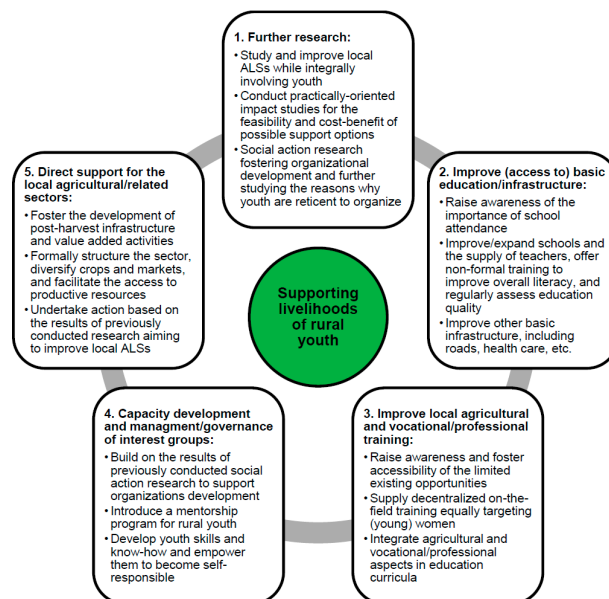 1. Further research:
• Study and improve local
ALSs while integrally
involving youth
• Conduct practically-oriented
impact studies for the
feasibility and cost-benefit of
possible support options
• Social action research
fostering organizational
development and further
studying the reasons why
youth are reticent to organize
2. Improve (access to) basic
education/infrastructure:
• Raise awareness of the
importance of school
attendance
• Improve/expand schools and
the supply of teachers, offer
non-formal training to
improve overall literacy, and
regularly assess education
quality
• Improve other basic
infrastructure, including
roads, health care, etc.
3. Improve local agricultural
and vocational/professional
training:
• Raise awareness and foster
accessibility of the limited
existing opportunities
• Supply decentralized on-the-
field training equally targeting
(young) women
• Integrate agricultural and
vocational/professional
aspects in education
curricula
4. Capacity development
and managment/governance
of interest groups:
• Build on the results of
previously conducted social
action research to support
organizations development
• Introduce a mentorship
program for rural youth
• Develop youth skills and
know-how and empower
them to become self-
responsible
5. Direct support for the
local agricultural/related
sectors:
• Foster the development of
post-harvest infrastructure
and value added activities
• Formally structure the sector,
diversify crops and markets,
and facilitate the access to
productive resources
• Undertake action based on
the results of previously
conducted research aiming
to improve local ALSs
Supporting
livelihoods
of rural
youth